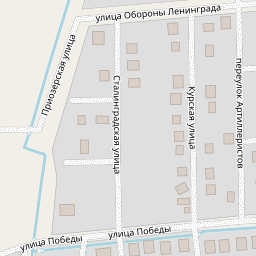 улица Обороны Ленинграда
Приозерская улица
Сталинградская улица
Курская улица
переулок Артиллеристов
улица Победы
улица Победы